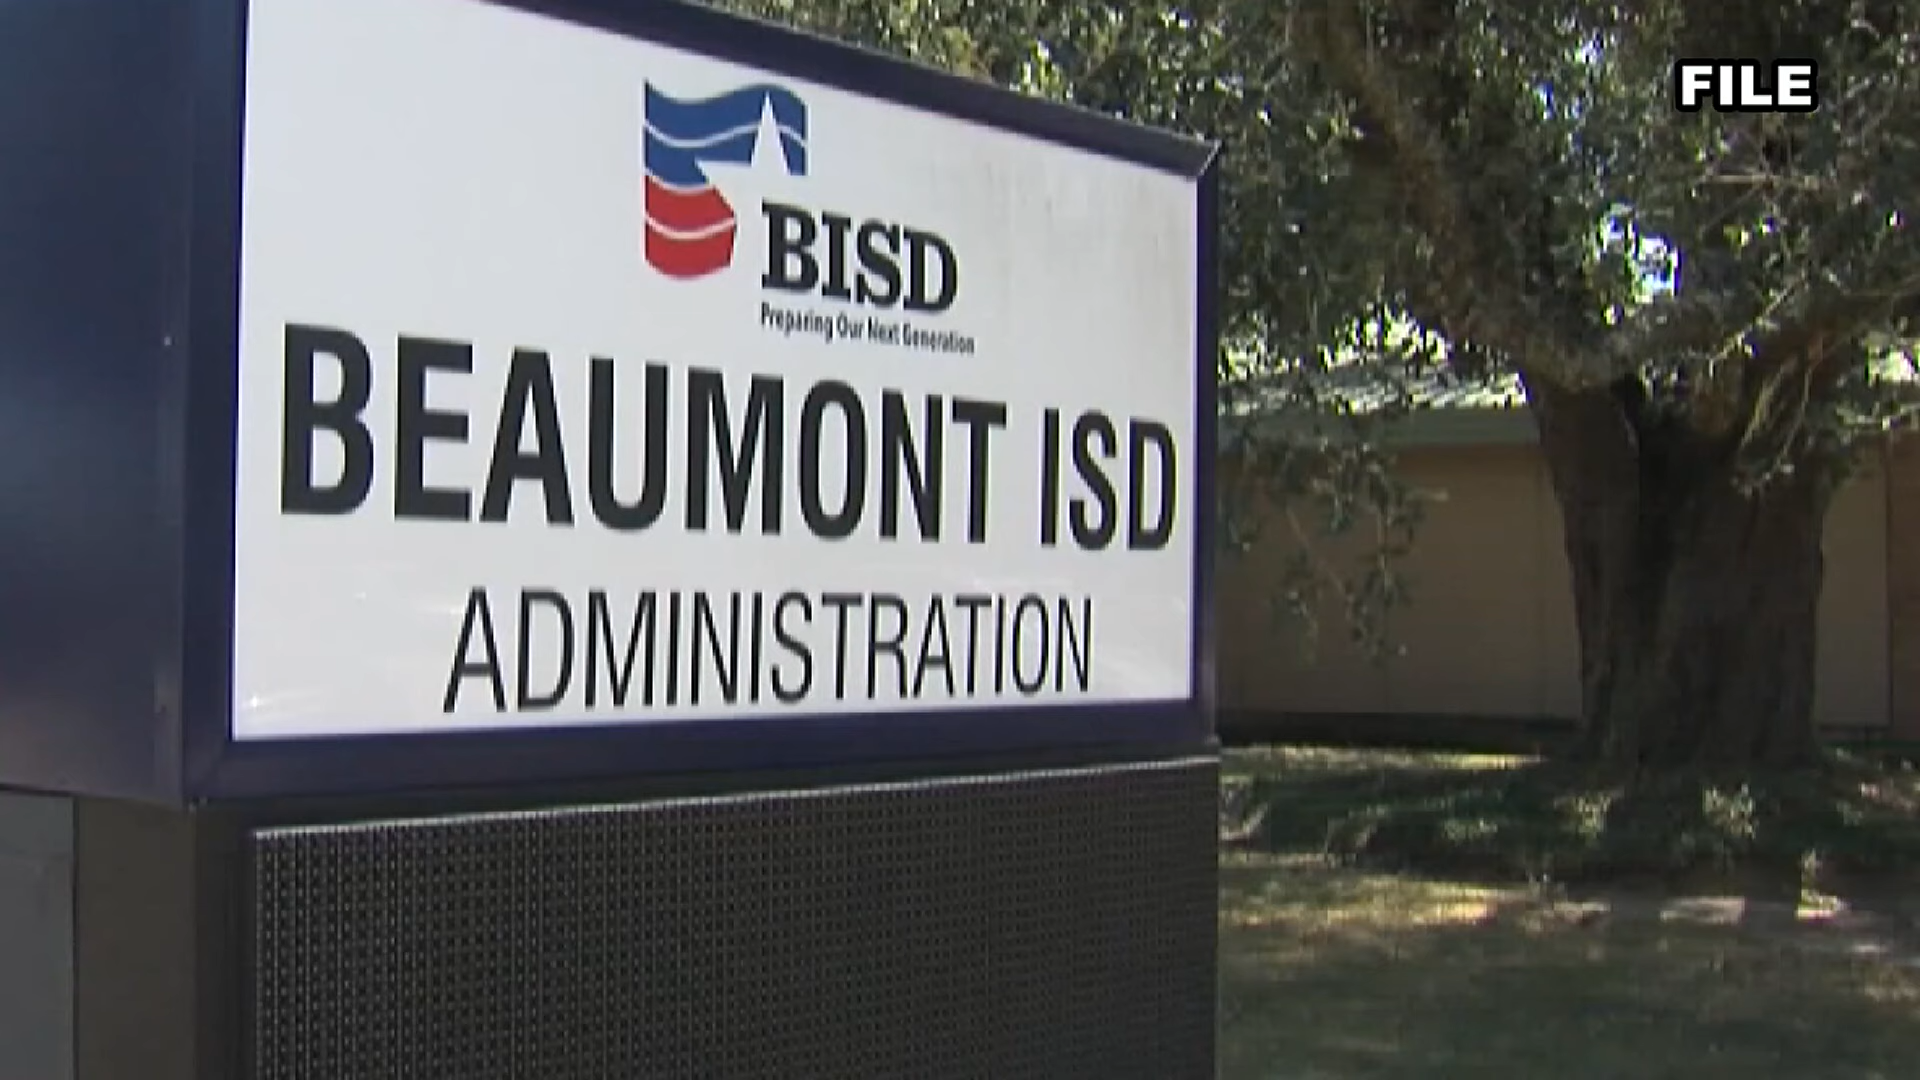 FILE
BISD
Preparing Our Next Generation
BEAUMONT ISD
ADMINISTRATION